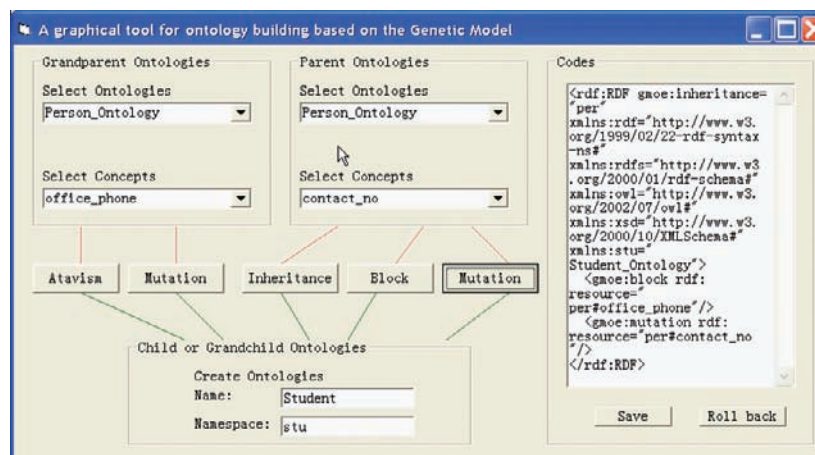 A graphical tool for ontology building based on the Genetic Model
Grandparent Ontologies
Select Ontologies
Person_Ontology
Select Concepts
office_phone
Parent Ontologies
Select Ontologies
Person_Ontology
Select Concepts
contact_no
Atavism
Mutation
Inheritance
Block
Mutation
Child or Grandchild Ontologies
Create Ontologies
Name:
Student
Namespace:
stu
Codes
<rdf:RDF gmoe:inheritance=
"per"
xmlns:rdf="http://www.w3.
org/1999/02/22-rdf-syntax
-ns#"
xmlns:rdfs="http://www.w3
.org/2000/01/rdf-schema#"
xmlns:owl="http://www.w3.
org/2002/07/owl#"
xmlns:xsd="http://www.w3.
org/2000/10/XMLSchema#"
xmlns:stu="
Student_Ontology">
<gmoe:block rdf:
resource="
per#office_phone"/>
<gmoe:mutation rdf:
resource="per#contact_no
"/>
</rdf:RDF>
Save
Roll back